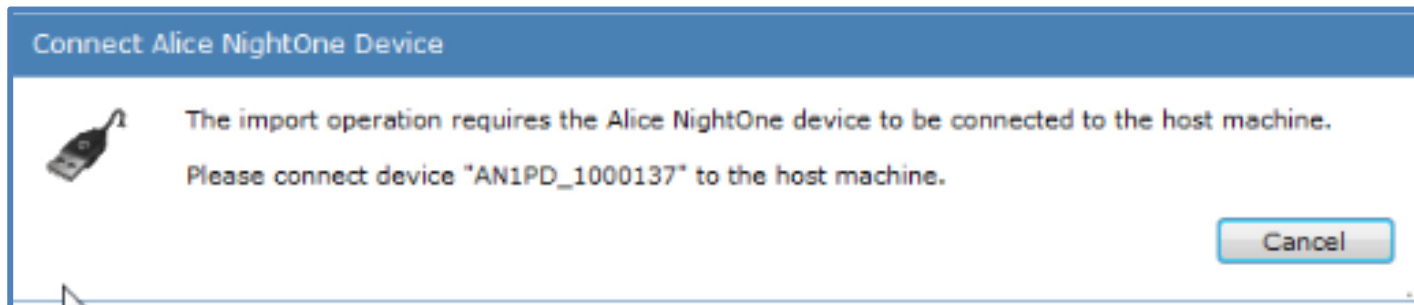 Connect Alice NightOne Device
The import operation requires the Alice NightOne device to be connected to the host machine.
Please connect device "AN1PD_1000137" to the host machine.
Cancel